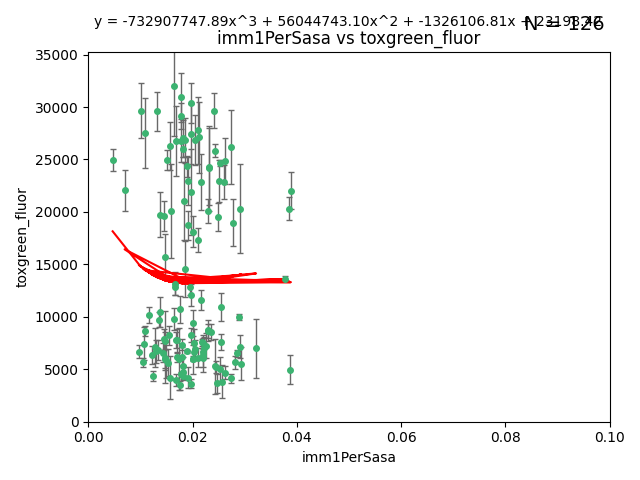 y = -732907747.89x^3 + 56044743.10x^2 + -1326106.81x +
N = 126
imm1PerSasa vs toxgreen_fluor
35000
30000
25000
20000
15000
10000
5000
0
toxgreen_fluor
0.00 0.02 0.04 0.06 0.08 0.10
imm1PerSasa